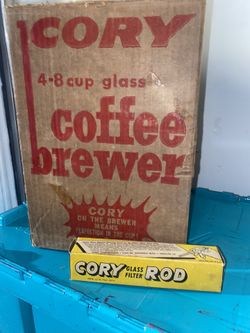 CORY
4-8 cup glass
coffee
brewer
CORY
ON THE BREWER
MEANS
PERFECTION IN THE CUP!
CORY GLASS FILTER ROD